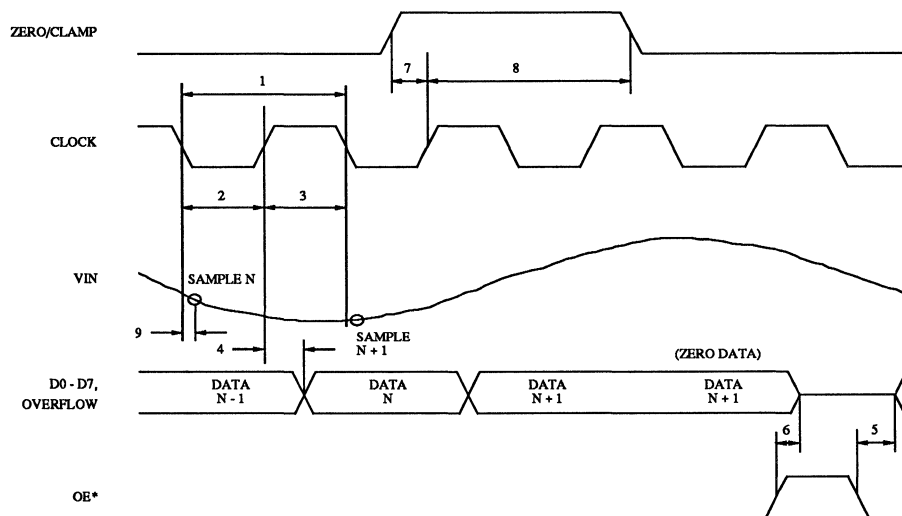 ZERO/CLAMP
7
8
1
CLOCK
2
3
VIN
SAMPLE N
9
4
SAMPLE
N + 1
(ZERO DATA)
D0 - D7,
OVERFLOW
DATA
N - 1
DATA
N
DATA
N + 1
DATA
N + 1
6
5
OE*